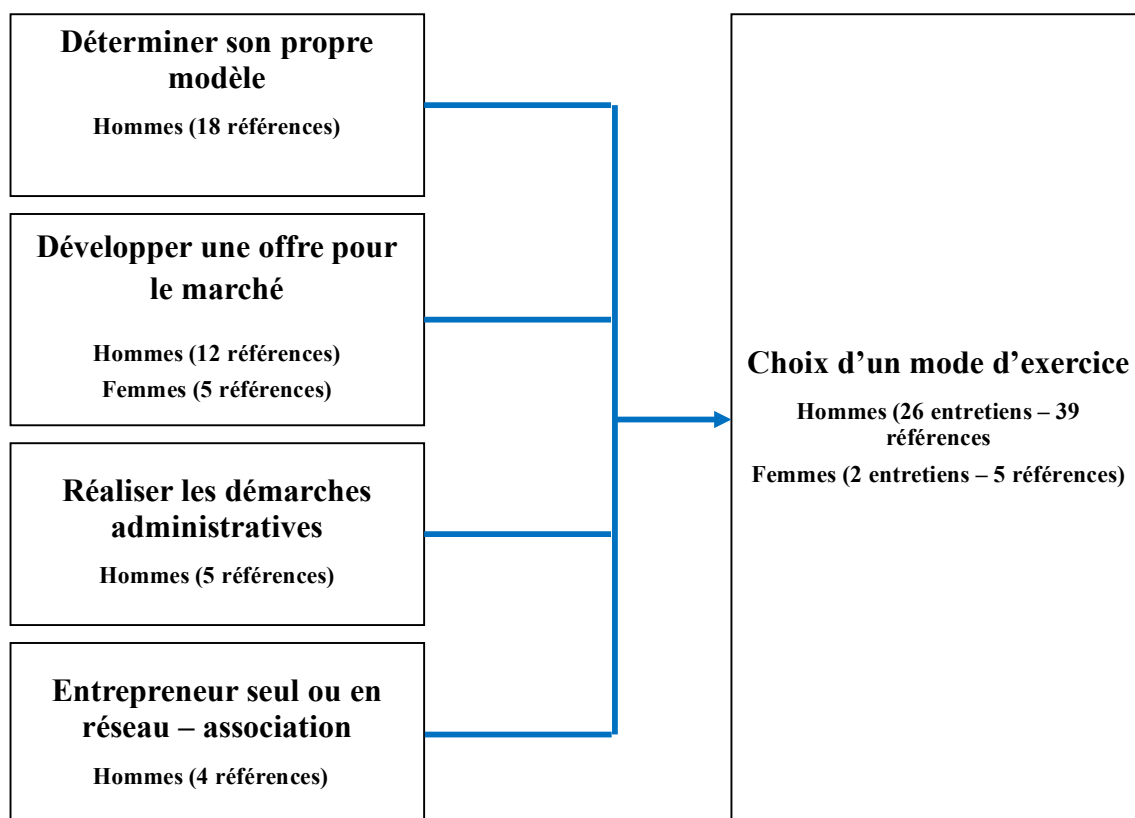 Déterminer son propre
modèle
Hommes (18 références)
Développer une offre pour
le marché
Hommes (12 références)
Femmes (5 références)
Réaliser les démarches
administratives
Hommes (5 références)
Entrepreneur seul ou en
réseau – association
Hommes (4 références)
Choix d’un mode d’exercice
Hommes (26 entretiens – 39
références
Femmes (2 entretiens – 5 références)